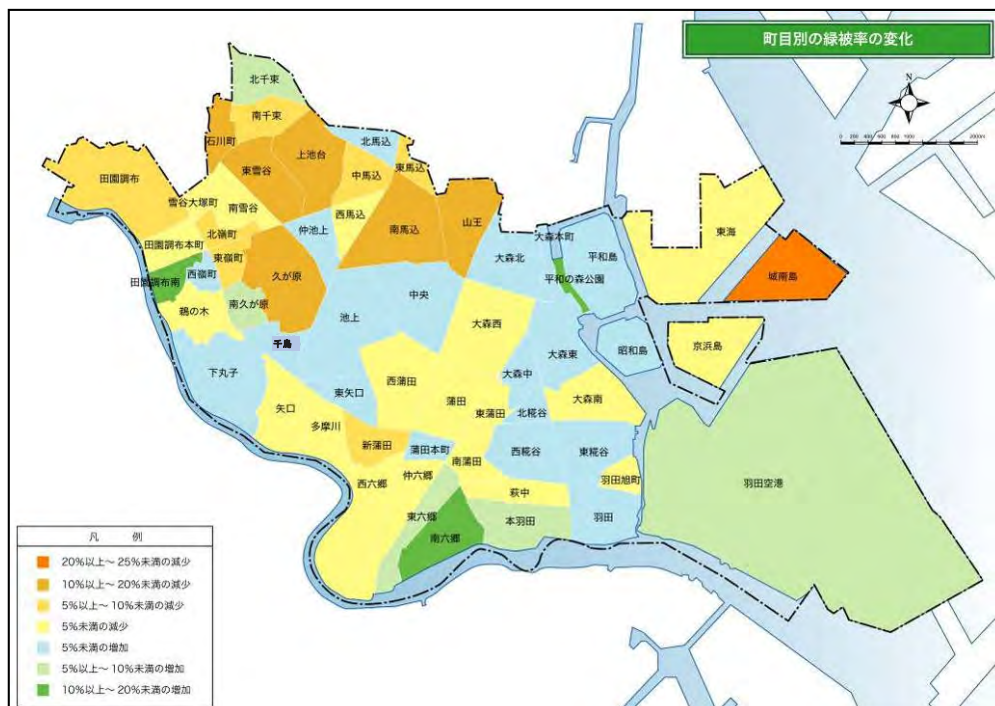 町目別の緑被率の変化
N
0 200 400 600 800 1000 2000m
北千束
南千束
石川町
上池台
北馬込
東馬込
東雪谷
中馬込
田園調布
雪谷大塚町
南雪谷
西馬込
南馬込
山王
仲池上
北嶺町
田園調布本町
東嶺町
大森本町
東海
大森北
平和島
城南島
田園調布南
西嶺町
久が原
平和の森公園
中央
鵜の木
南久が原
池上
大森西
千鳥
昭和島
京浜島
大森東
下丸子
西蒲田
大森中
東矢口
蒲田
矢口
東蒲田
北糀谷
大森南
多摩川
新蒲田
蒲田本町
西糀谷
東糀谷
南蒲田
仲六郷
西六郷
羽田旭町
羽田空港
萩中
東六郷
本羽田
羽田
南六郷
凡 例
20%以上～25%未満の減少
10%以上～20%未満の減少
5%以上～10%未満の減少
5%未満の減少
5%未満の増加
5%以上～10%未満の増加
10%以上～20%未満の増加